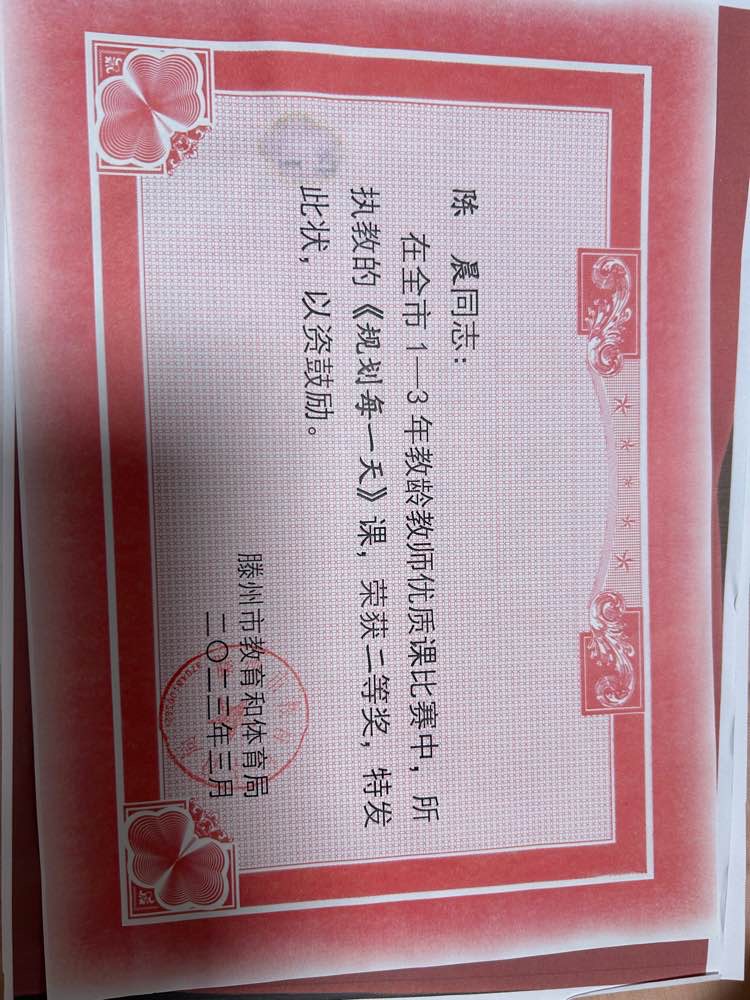 陈 晨同志：
在全市1—3年教龄教师优质课比赛中，所
执教的《规划每一天》课，荣获二等奖，特发
此状，以资鼓励。
滕州市教育和体育局
二〇二三年三月